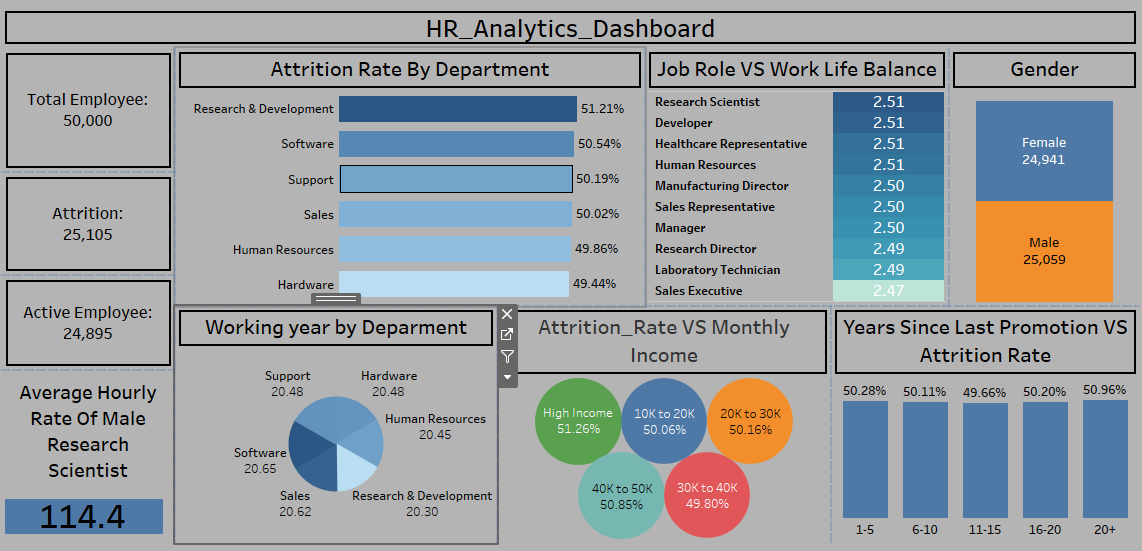 HR_Analytics_Dashboard
Total Employee:
50,000
Attrition:
25,105
Active Employee:
24,895
Average Hourly
Rate Of Male
Research
Scientist
114.4
Attrition Rate By Department
Research & Development 51.21%
Software 50.54%
Support 50.19%
Sales 50.02%
Human Resources 49.86%
Hardware 49.44%
Job Role VS Work Life Balance
Research Scientist 2.51
Developer 2.51
Healthcare Representative 2.51
Human Resources 2.51
Manufacturing Director 2.50
Sales Representative 2.50
Manager 2.50
Research Director 2.49
Laboratory Technician 2.49
Sales Executive 2.47
Gender
Female
24,941
Male
25,059
Working year by Deparment
Support
20.48
Hardware
20.48
Human Resources
20.45
Software
20.65
Sales
20.62
Research & Development
20.30
Attrition_Rate VS Monthly
Income
High Income
51.26%
10K to 20K
50.06%
20K to 30K
50.16%
40K to 50K
50.85%
30K to 40K
49.80%
Years Since Last Promotion VS
Attrition Rate
50.28% 50.11% 49.66% 50.20% 50.96%
1-5 6-10 11-15 16-20 20+